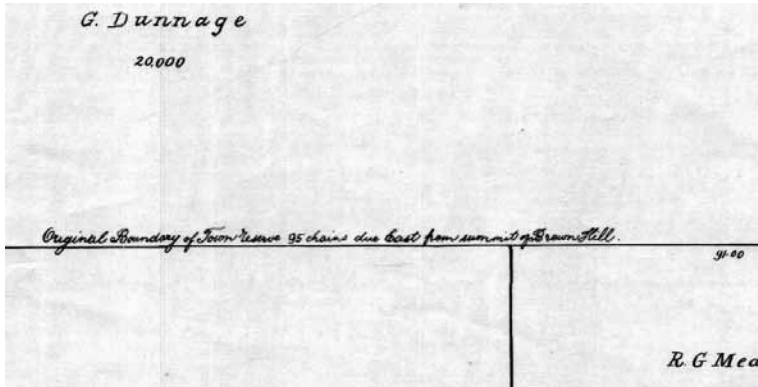 G. Dunnage
20,000
Original Boundary of Town Reserve 95 chains due East from summit of Brown Hill.
91.00
R. G Mea